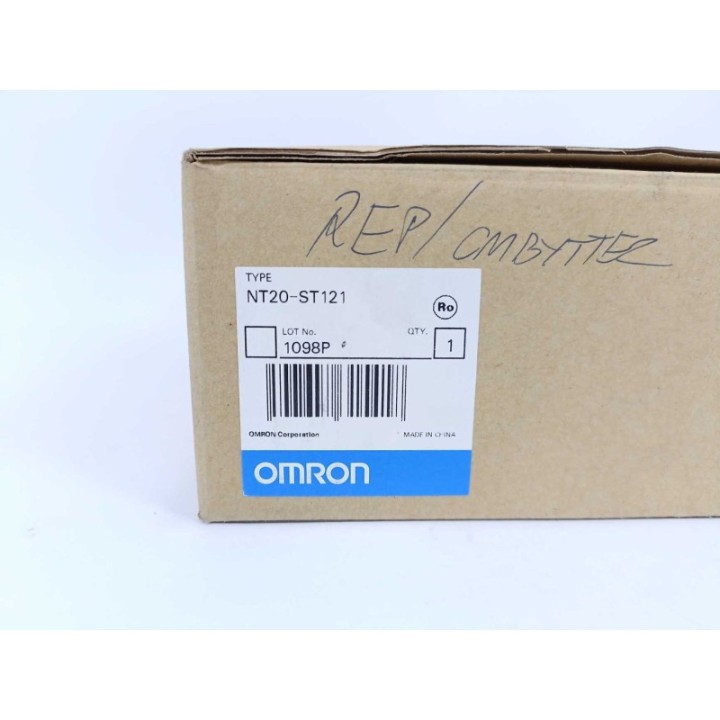 REP/OMBYTTER
TYPE
NT20-ST121
Ro
LOT No.
QTY.
1098P
1
OMRON Corporation
MADE IN CHINA
OMRON